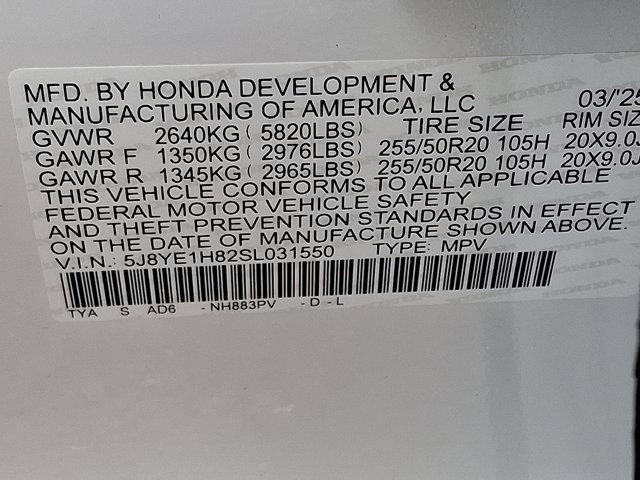 MFD. BY HONDA DEVELOPMENT &
MANUFACTURING OF AMERICA, LLC 03/'25
GVWR 2640KG ( 5820LBS) TIRE SIZE RIM SIZ
GAWR F 1350KG ( 2976LBS) 255/50R20 105H 20X9.0J
GAWR R 1345KG ( 2965LBS) 255/50R20 105H 20X9.0J
THIS VEHICLE CONFORMS TO ALL APPLICABLE
FEDERAL MOTOR VEHICLE SAFETY
AND THEFT PREVENTION STANDARDS IN EFFECT
ON THE DATE OF MANUFACTURE SHOWN ABOVE.
V.I.N.: 5J8YE1H82SL031550 TYPE: MPV
TYA S AD6 - NH883PV - D - L